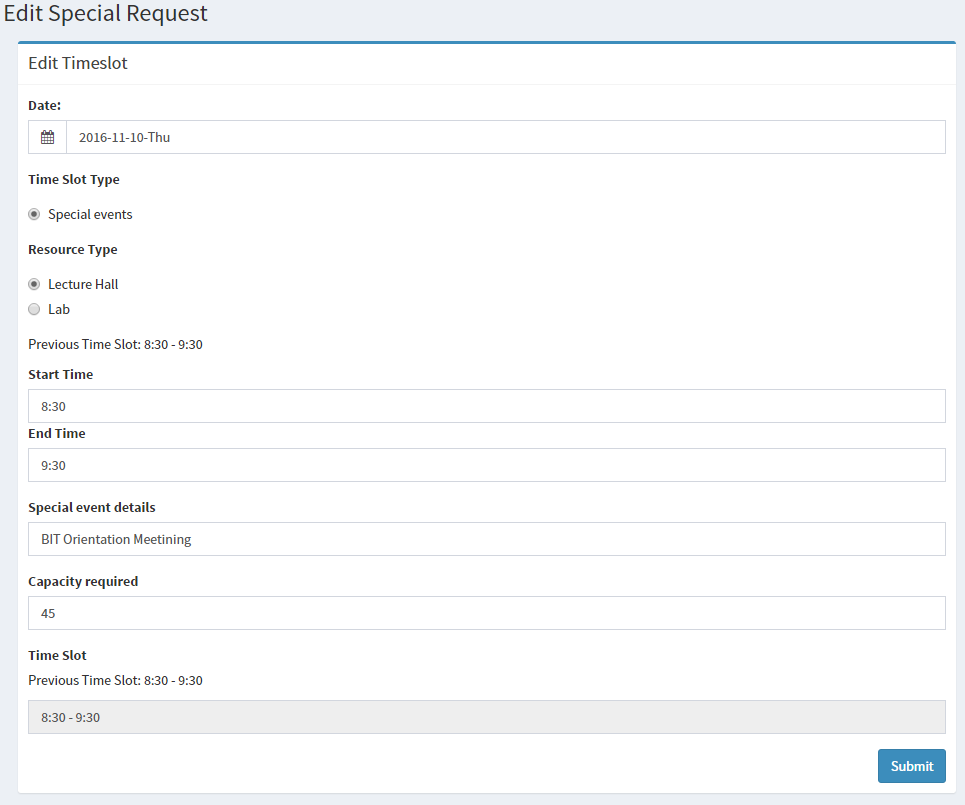 Edit Special Request
Edit Timeslot
Date:
2016-11-10-Thu
Time Slot Type
Special events
Resource Type
Lecture Hall
Lab
Previous Time Slot: 8:30 - 9:30
Start Time
8:30
End Time
9:30
Special event details
BIT Orientation Meetining
Capacity required
45
Time Slot
Previous Time Slot: 8:30 - 9:30
8:30 - 9:30
Submit